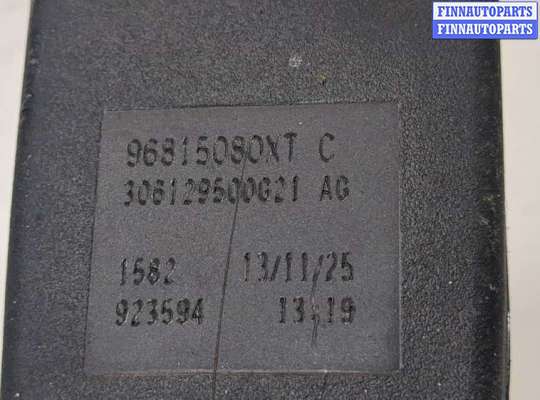 FINNAUTOPARTS
FINNAUTOPARTS
96815080XT C
306129500G21 AG
1582 13/11/25
923594 13:19